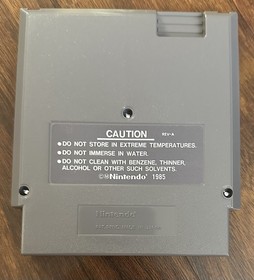 CAUTION REV-A
●DO NOT STORE IN EXTREME TEMPERATURES.
●DO NOT IMMERSE IN WATER.
●DO NOT CLEAN WITH BENZENE, THINNER,
ALCOHOL OR OTHER SUCH SOLVENTS.
©®Nintendo® 1985
Nintendo